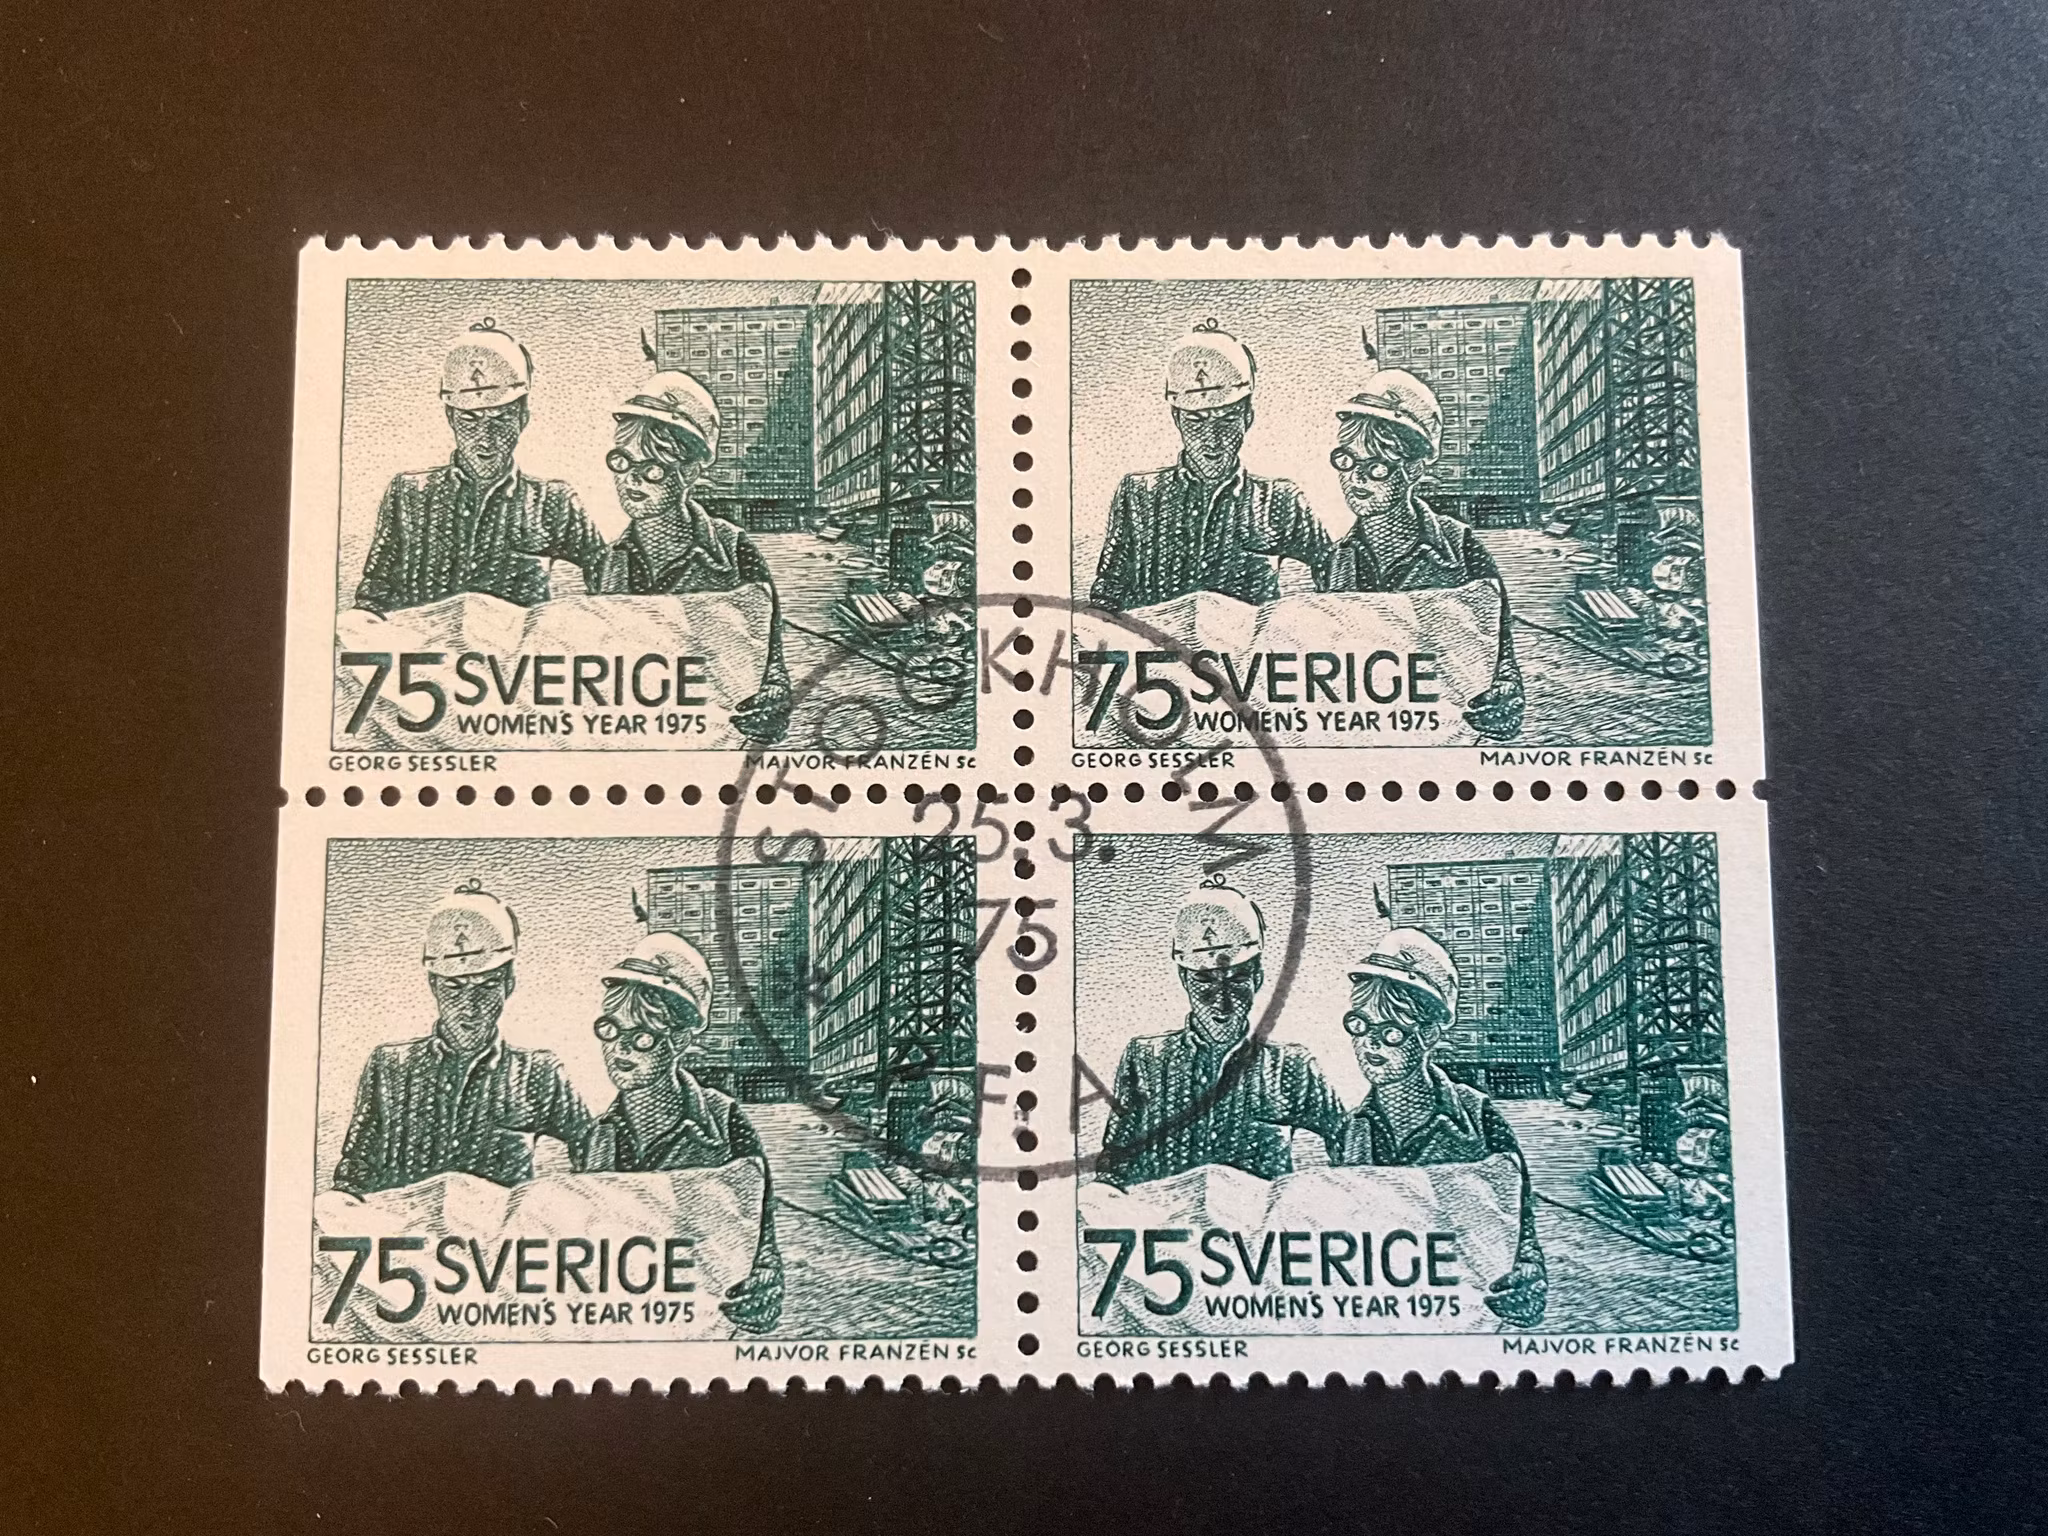 75 SVERIGE
WOMEN'S YEAR 1975
GEORG SESSLER MAJVOR FRANZÉN sc
75 SVERIGE
WOMEN'S YEAR 1975
GEORG SESSLER MAJVOR FRANZÉN sc
STOCKHOLM
25.3.
75
PFA
75 SVERIGE
WOMEN'S YEAR 1975
GEORG SESSLER MAJVOR FRANZÉN sc
75 SVERIGE
WOMEN'S YEAR 1975
GEORG SESSLER MAJVOR FRANZÉN sc